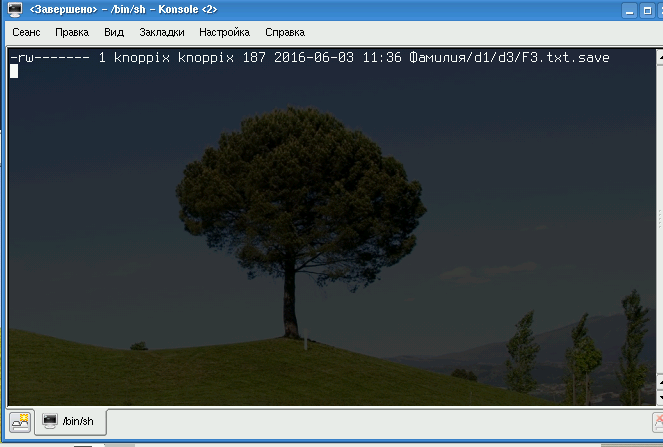 <Завершено> - /bin/sh - Konsole <2>
Сеанс Правка Вид Закладки Настройка Справка
-rw------- 1 knoppix knoppix 187 2016-06-03 11:36 Фамилия/d1/d3/F3.txt.save
/bin/sh